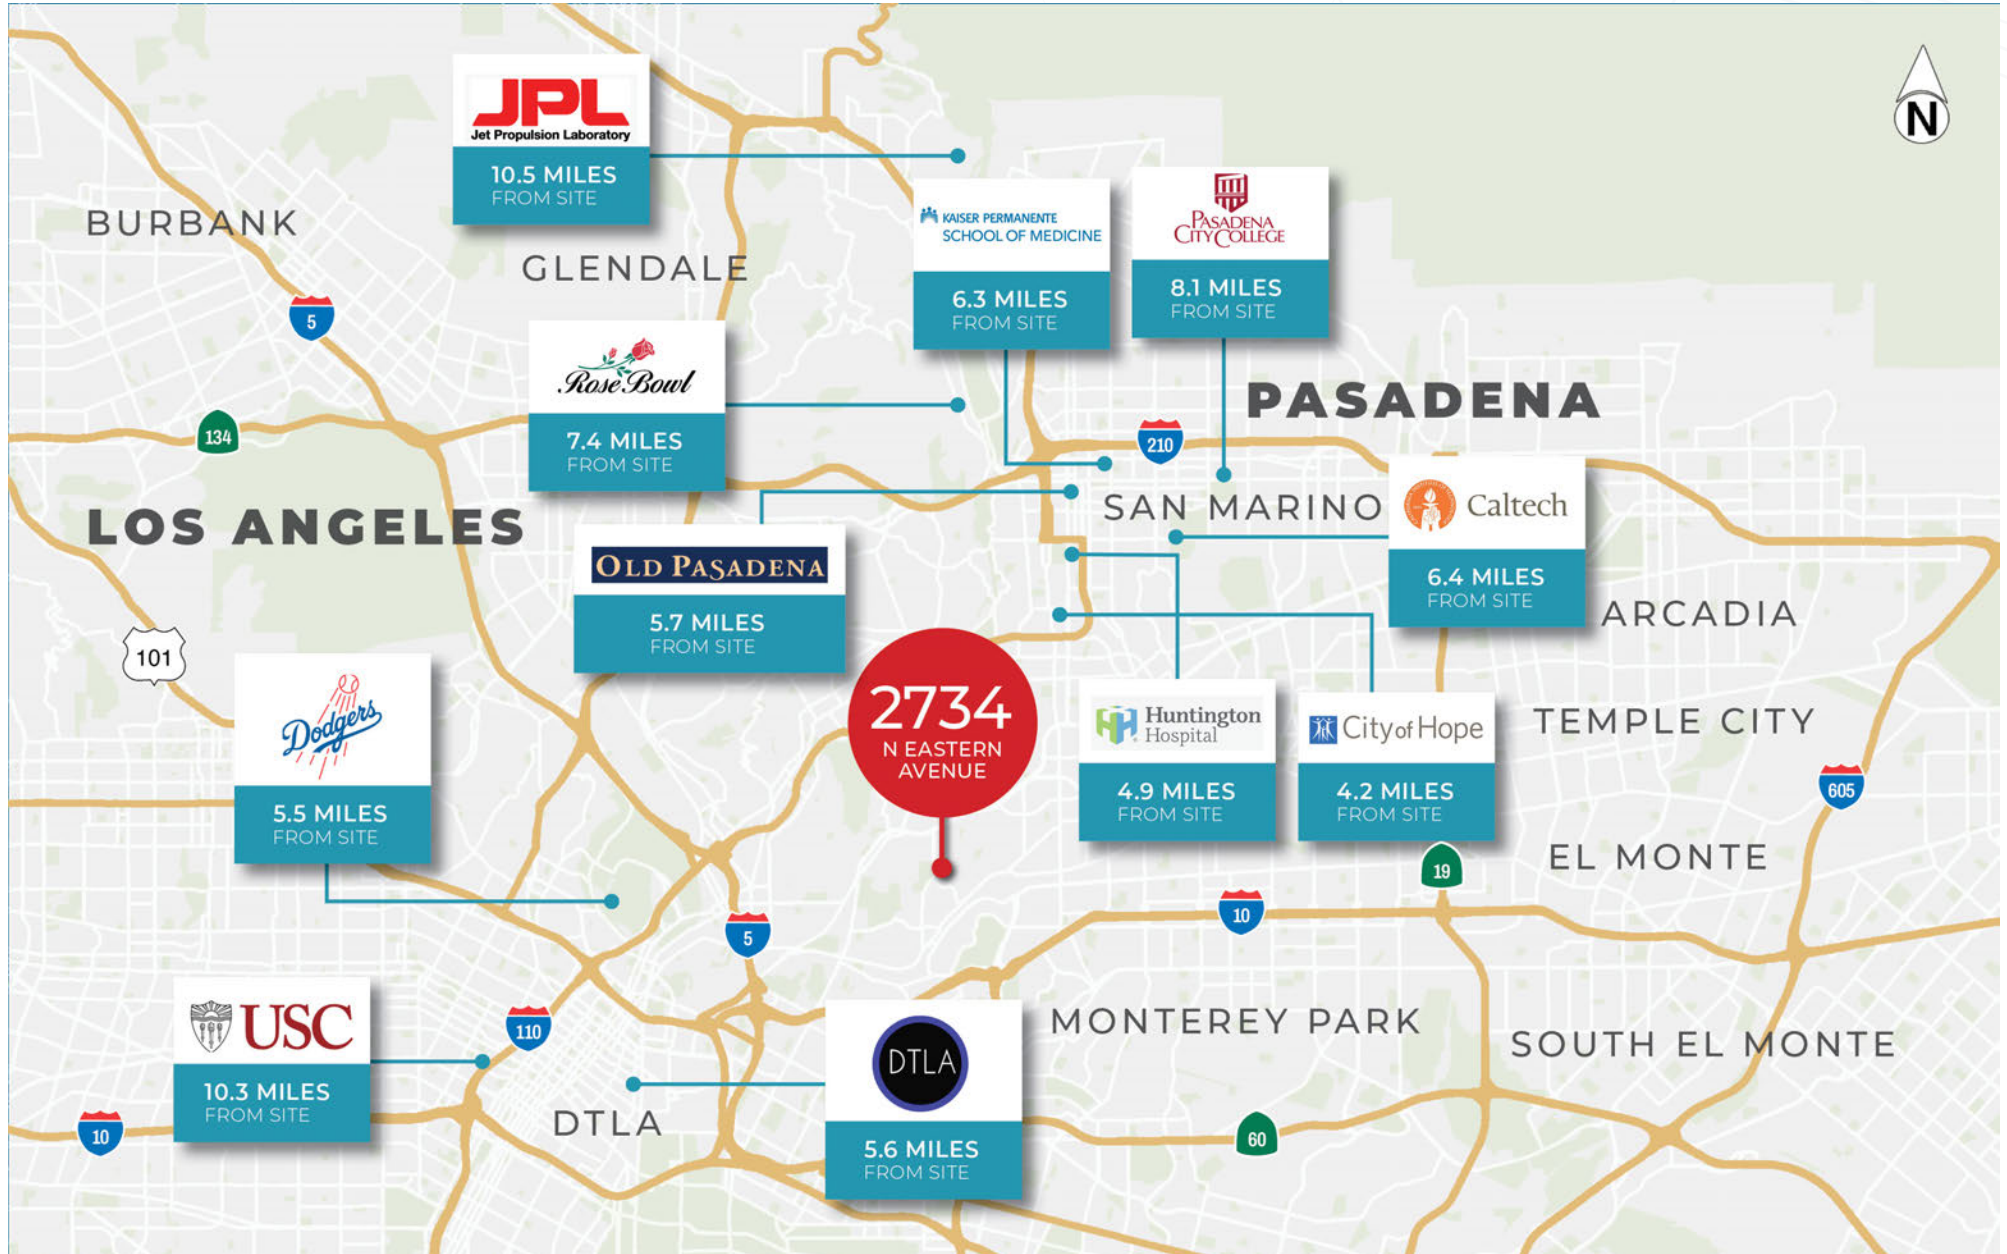 N
JPL
Jet Propulsion Laboratory
10.5 MILES
FROM SITE
BURBANK
GLENDALE
KAISER PERMANENTE
SCHOOL OF MEDICINE
6.3 MILES
FROM SITE
PASADENA
CITY COLLEGE
8.1 MILES
FROM SITE
5
Rose Bowl
7.4 MILES
FROM SITE
134
PASADENA
210
LOS ANGELES
SAN MARINO
Caltech
6.4 MILES
FROM SITE
OLD PASADENA
5.7 MILES
FROM SITE
ARCADIA
101
Dodgers
5.5 MILES
FROM SITE
2734
N EASTERN
AVENUE
Huntington
Hospital
4.9 MILES
FROM SITE
City of Hope
4.2 MILES
FROM SITE
TEMPLE CITY
605
EL MONTE
19
10
5
USC
10.3 MILES
FROM SITE
110
DTLA
5.6 MILES
FROM SITE
MONTEREY PARK
SOUTH EL MONTE
10
DTLA
60